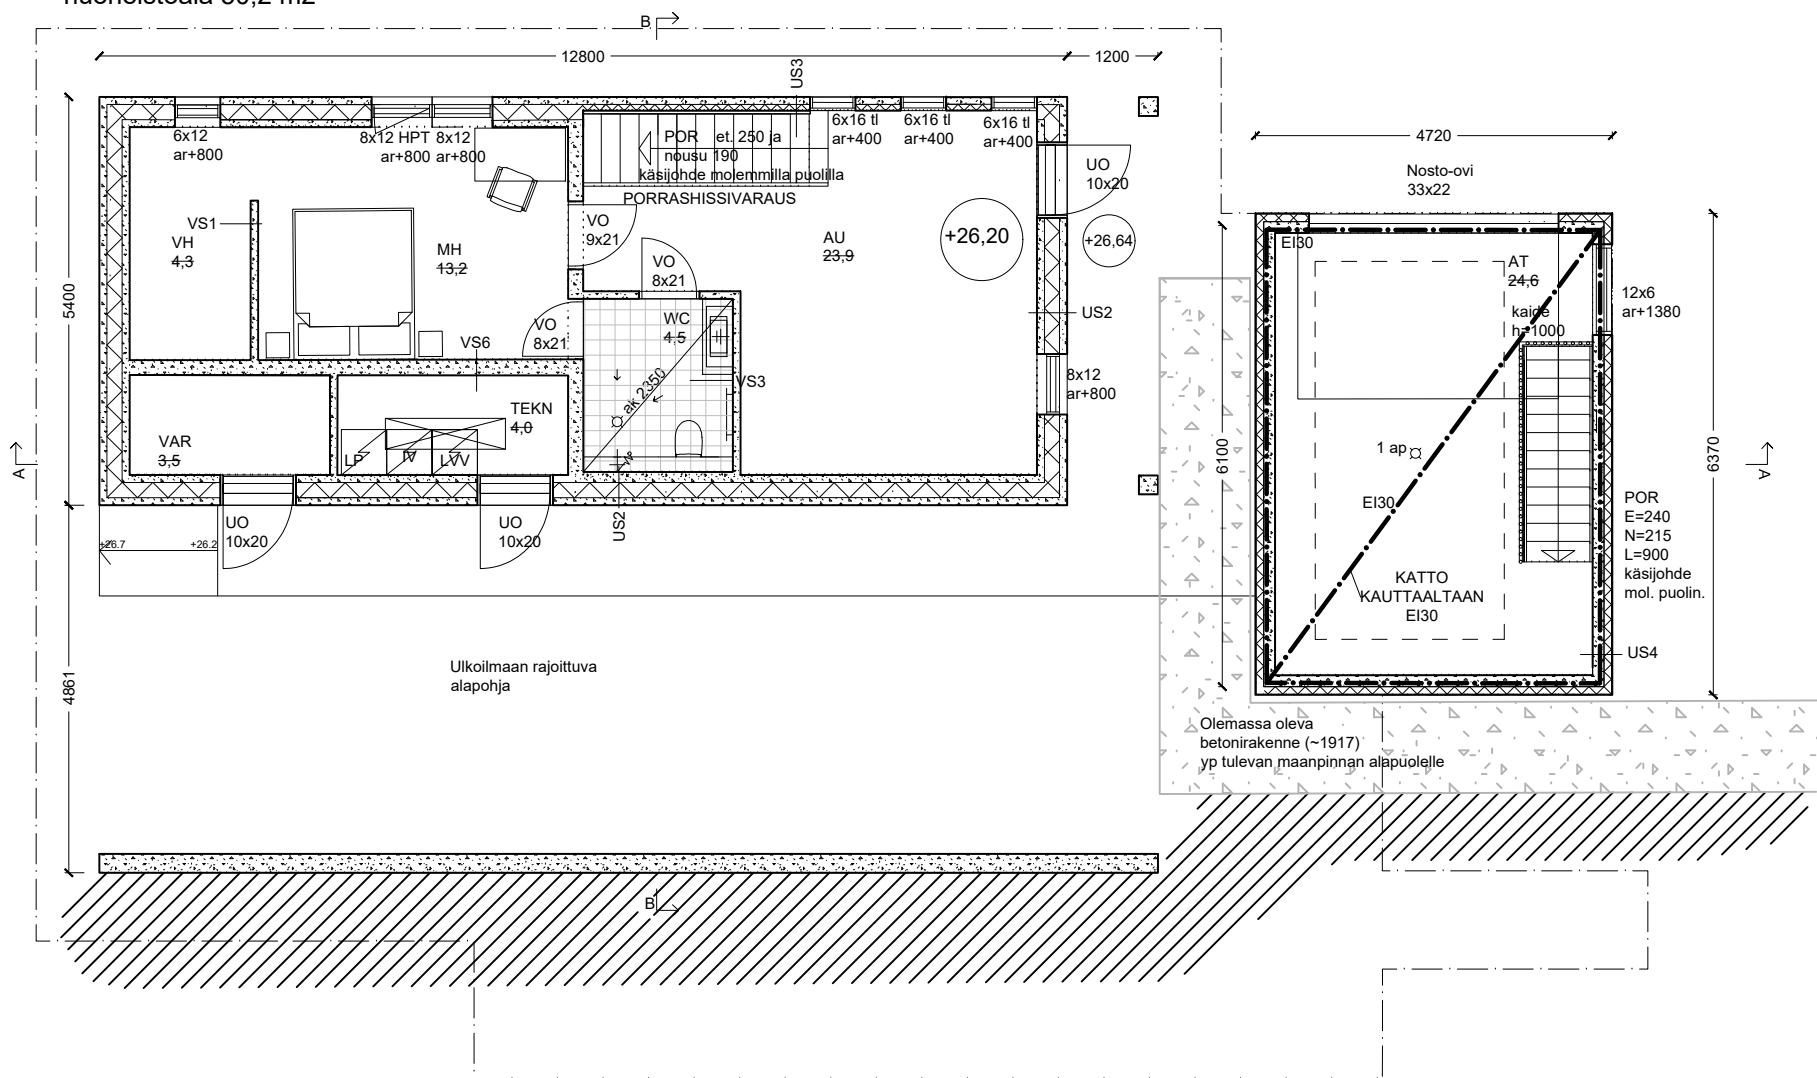 B
12800
1200
US3
6x12
ar+800
8x12 HPT
ar+800
8x12
ar+800
POR et. 250 ja
nousu 190
käsijohde molemmilla puolilla
PORRASHISSIVARAUS
6x16 tl
ar+400
6x16 tl
ar+400
6x16 tl
ar+400
UO
10x20
4720
Nosto-ovi
33x22
VS1
VH
4,3
MH
13,2
VO
9x21
VO
8x21
AU
23,9
+26,20
+26,64
EI30
AT
24,6
kaide
h=1000
12x6
ar+1380
5400
VS6
VO
8x21
WC
4,5
US2
VS3
8x12
ar+800
ak 2350
TEKN
4,0
VAR
3,5
LP
IV
LVV
A
1 ap
6100
6370
A
EI30
POR
E=240
N=215
L=900
käsijohde
mol. puolin.
UO
10x20
UO
10x20
US2
+26.7
+26.2
KATTO
KAUTTAALTAAN
EI30
US4
Ulkoilmaan rajoittuva
alapohja
4861
Olemassa oleva
betonirakenne (~1917)
yp tulevan maanpinnan alapuolelle
B